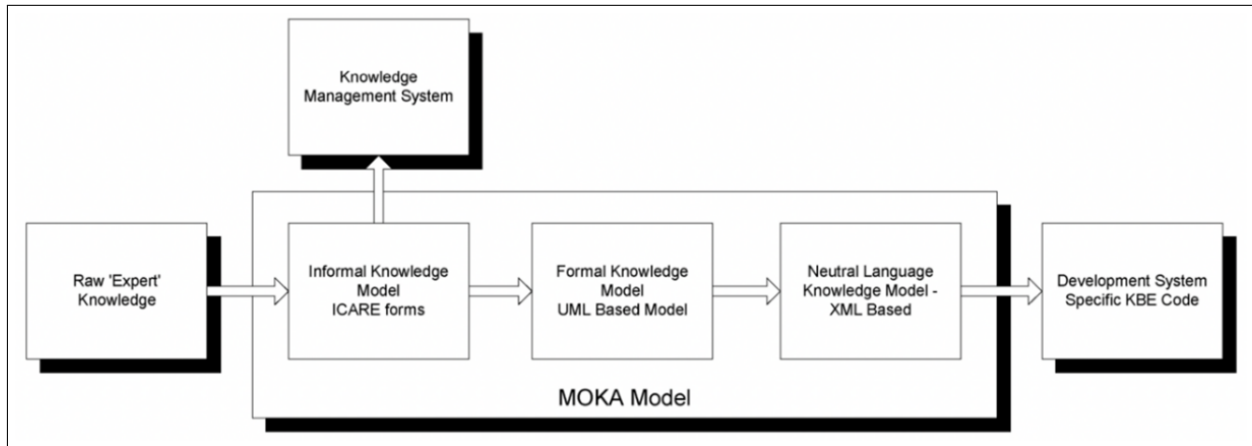 Knowledge
Management System
Raw 'Expert'
Knowledge
Informal Knowledge
Model
ICARE forms
Formal Knowledge
Model
UML Based Model
Neutral Language
Knowledge Model -
XML Based
Development System
Specific KBE Code
MOKA Model